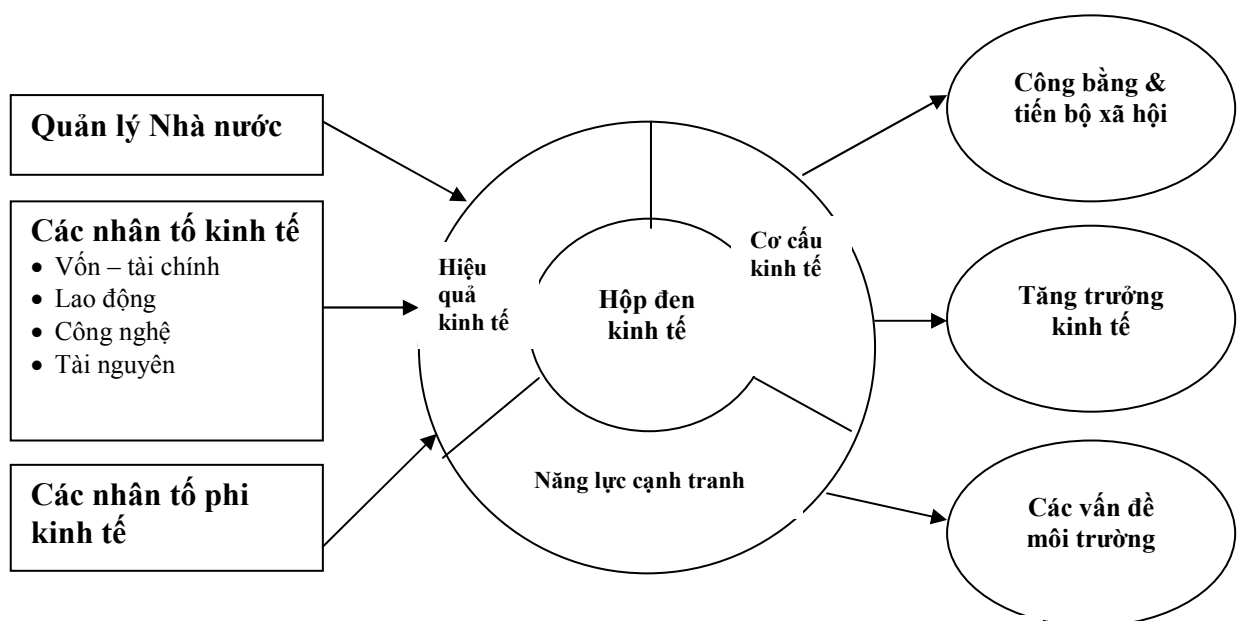 Quản lý Nhà nước
Các nhân tố kinh tế
• Vốn – tài chính
• Lao động
• Công nghệ
• Tài nguyên
Các nhân tố phi
kinh tế
Hiệu
quả
kinh tế
Hộp đen
kinh tế
Cơ cấu
kinh tế
Năng lực cạnh tranh
Công bằng &
tiến bộ xã hội
Tăng trưởng
kinh tế
Các vấn đề
môi trường